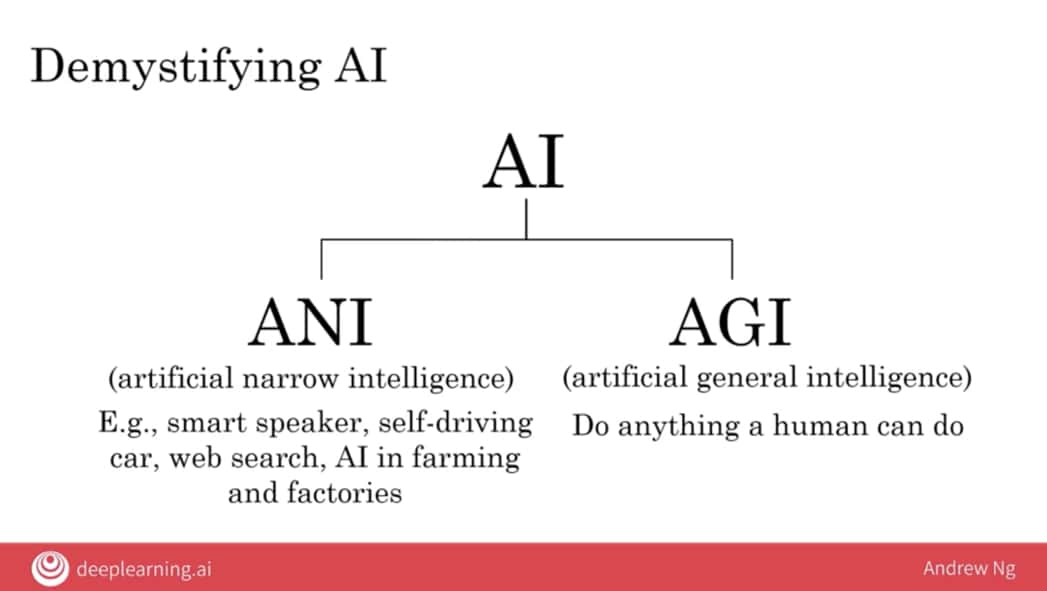 Demystifying AI
AI
ANI
(artificial narrow intelligence)
E.g., smart speaker, self-driving
car, web search, AI in farming
and factories
AGI
(artificial general intelligence)
Do anything a human can do
deeplearning.ai
Andrew Ng